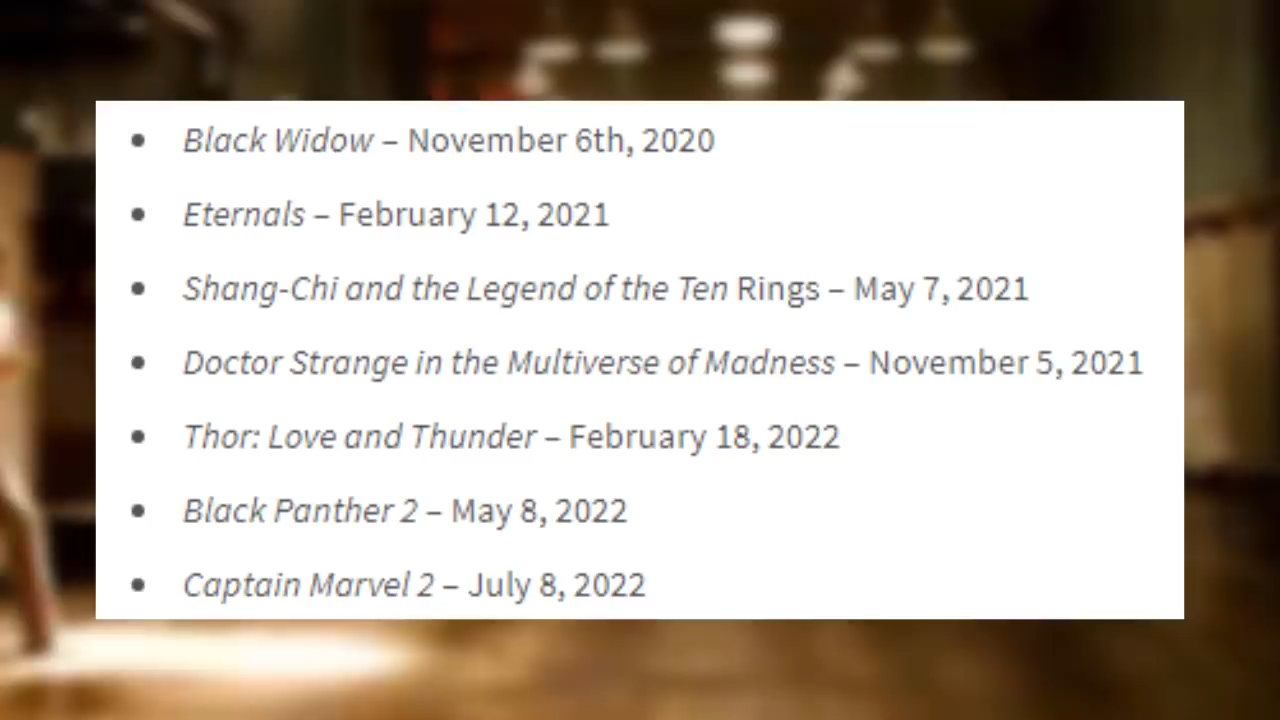 • Black Widow – November 6th, 2020
• Eternals – February 12, 2021
• Shang-Chi and the Legend of the Ten Rings – May 7, 2021
• Doctor Strange in the Multiverse of Madness – November 5, 2021
• Thor: Love and Thunder – February 18, 2022
• Black Panther 2 – May 8, 2022
• Captain Marvel 2 – July 8, 2022